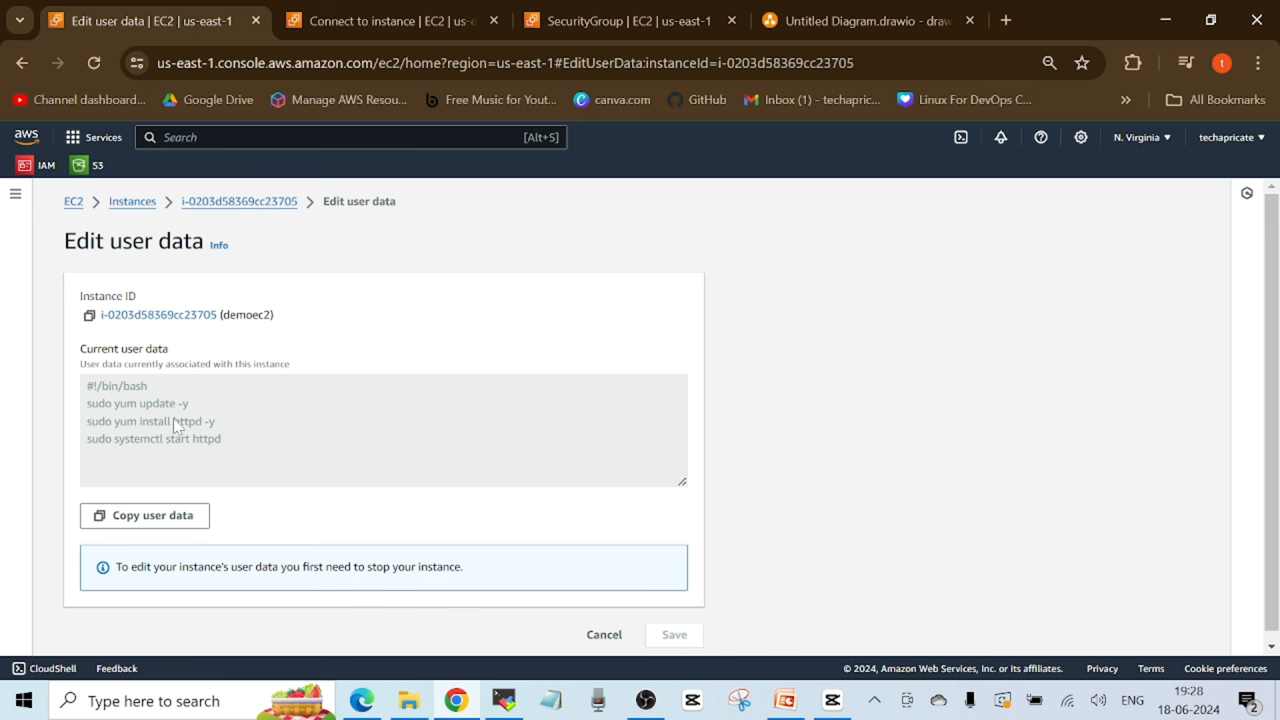 Edit user data | EC2 | us-east-1
Connect to instance | EC2 | us-e
SecurityGroup | EC2 | us-east-1
Untitled Diagram.drawio - draw
us-east-1.console.aws.amazon.com/ec2/home?region=us-east-1#EditUserData:instanceId=i-0203d58369cc23705
t
Channel dashboard...
Google Drive
Manage AWS Resou...
Free Music for Yout...
canva.com
GitHub
Inbox (1) - techapric...
Linux For DevOps C...
All Bookmarks
aws
Services
Search
[Alt+S]
N. Virginia
techapricate
IAM
S3
EC2
Instances
i-0203d58369cc23705
Edit user data
Edit user data
Info
Instance ID
i-0203d58369cc23705 (demoec2)
Current user data
User data currently associated with this instance
#!/bin/bash
sudo yum update -y
sudo yum install httpd -y
sudo systemctl start httpd
Copy user data
To edit your instance's user data you first need to stop your instance.
Cancel
Save
CloudShell
Feedback
© 2024, Amazon Web Services, Inc. or its affiliates.
Privacy
Terms
Cookie preferences
Type here to search
ENG
19:28
18-06-2024
2